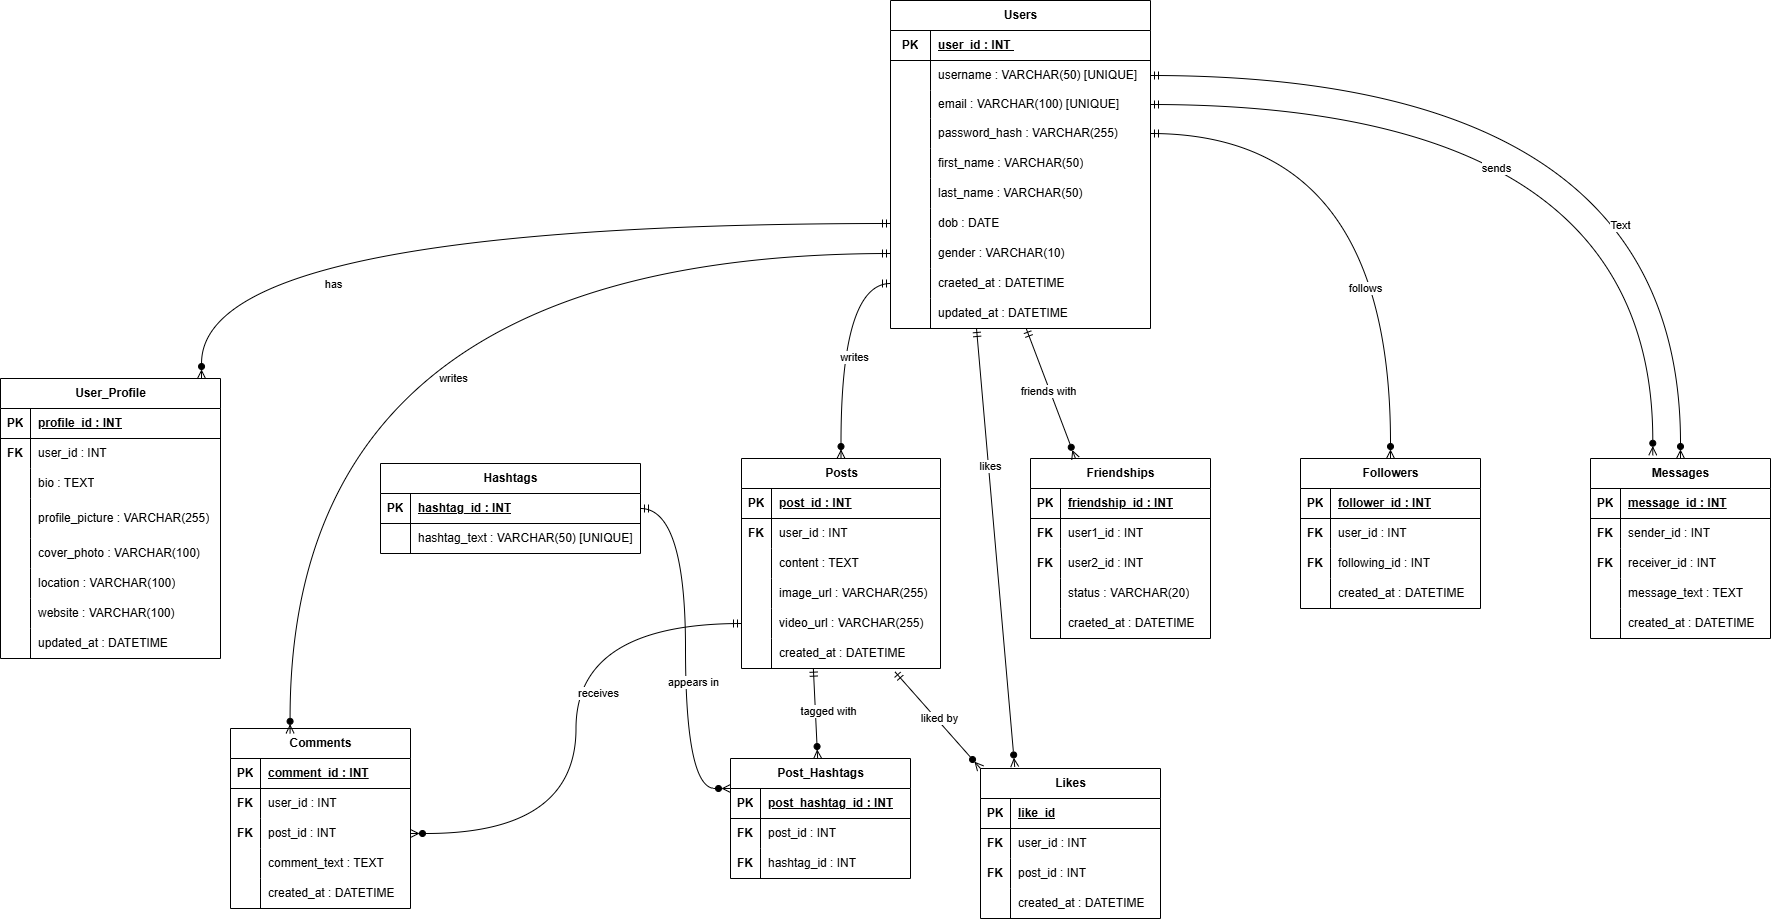 Users
PK user_id : INT
username : VARCHAR(50) [UNIQUE]
email : VARCHAR(100) [UNIQUE]
password_hash : VARCHAR(255)
first_name : VARCHAR(50)
last_name : VARCHAR(50)
dob : DATE
gender : VARCHAR(10)
craeted_at : DATETIME
updated_at : DATETIME
sends
Text
has
writes
writes
follows
friends with
likes
User_Profile
PK profile_id : INT
FK user_id : INT
bio : TEXT
profile_picture : VARCHAR(255)
cover_photo : VARCHAR(100)
location : VARCHAR(100)
website : VARCHAR(100)
updated_at : DATETIME
Hashtags
PK hashtag_id : INT
hashtag_text : VARCHAR(50) [UNIQUE]
Posts
PK post_id : INT
FK user_id : INT
content : TEXT
image_url : VARCHAR(255)
video_url : VARCHAR(255)
created_at : DATETIME
Friendships
PK friendship_id : INT
FK user1_id : INT
FK user2_id : INT
status : VARCHAR(20)
craeted_at : DATETIME
Followers
PK follower_id : INT
FK user_id : INT
FK following_id : INT
created_at : DATETIME
Messages
PK message_id : INT
FK sender_id : INT
FK receiver_id : INT
message_text : TEXT
created_at : DATETIME
appears in
receives
tagged with
liked by
Comments
PK comment_id : INT
FK user_id : INT
FK post_id : INT
comment_text : TEXT
created_at : DATETIME
Post_Hashtags
PK post_hashtag_id : INT
FK post_id : INT
FK hashtag_id : INT
Likes
PK like_id
FK user_id : INT
FK post_id : INT
created_at : DATETIME